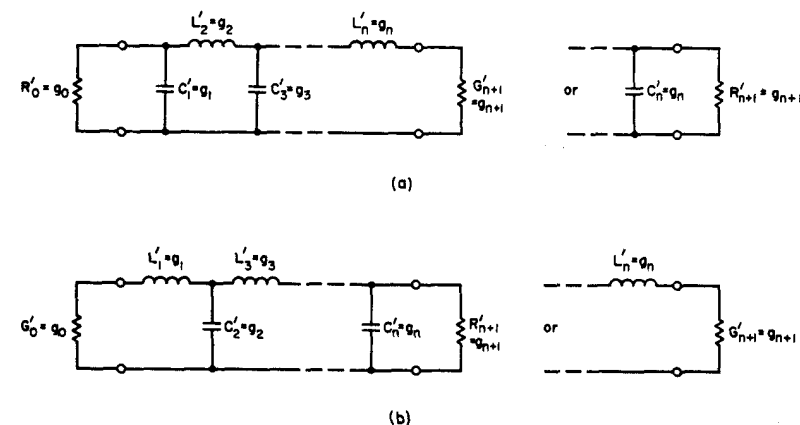 L′₂=g₂
L′ₙ=gₙ
R′₀=g₀
C′₁=g₁
C′₃=g₃
G′ₙ₊₁
=gₙ₊₁
or
C′ₙ=gₙ
R′ₙ₊₁=gₙ₊₁
(a)
L′₁=g₁
L′₃=g₃
L′ₙ=gₙ
G′₀=g₀
C′₂=g₂
C′ₙ=gₙ
R′ₙ₊₁
=gₙ₊₁
or
G′ₙ₊₁=gₙ₊₁
(b)